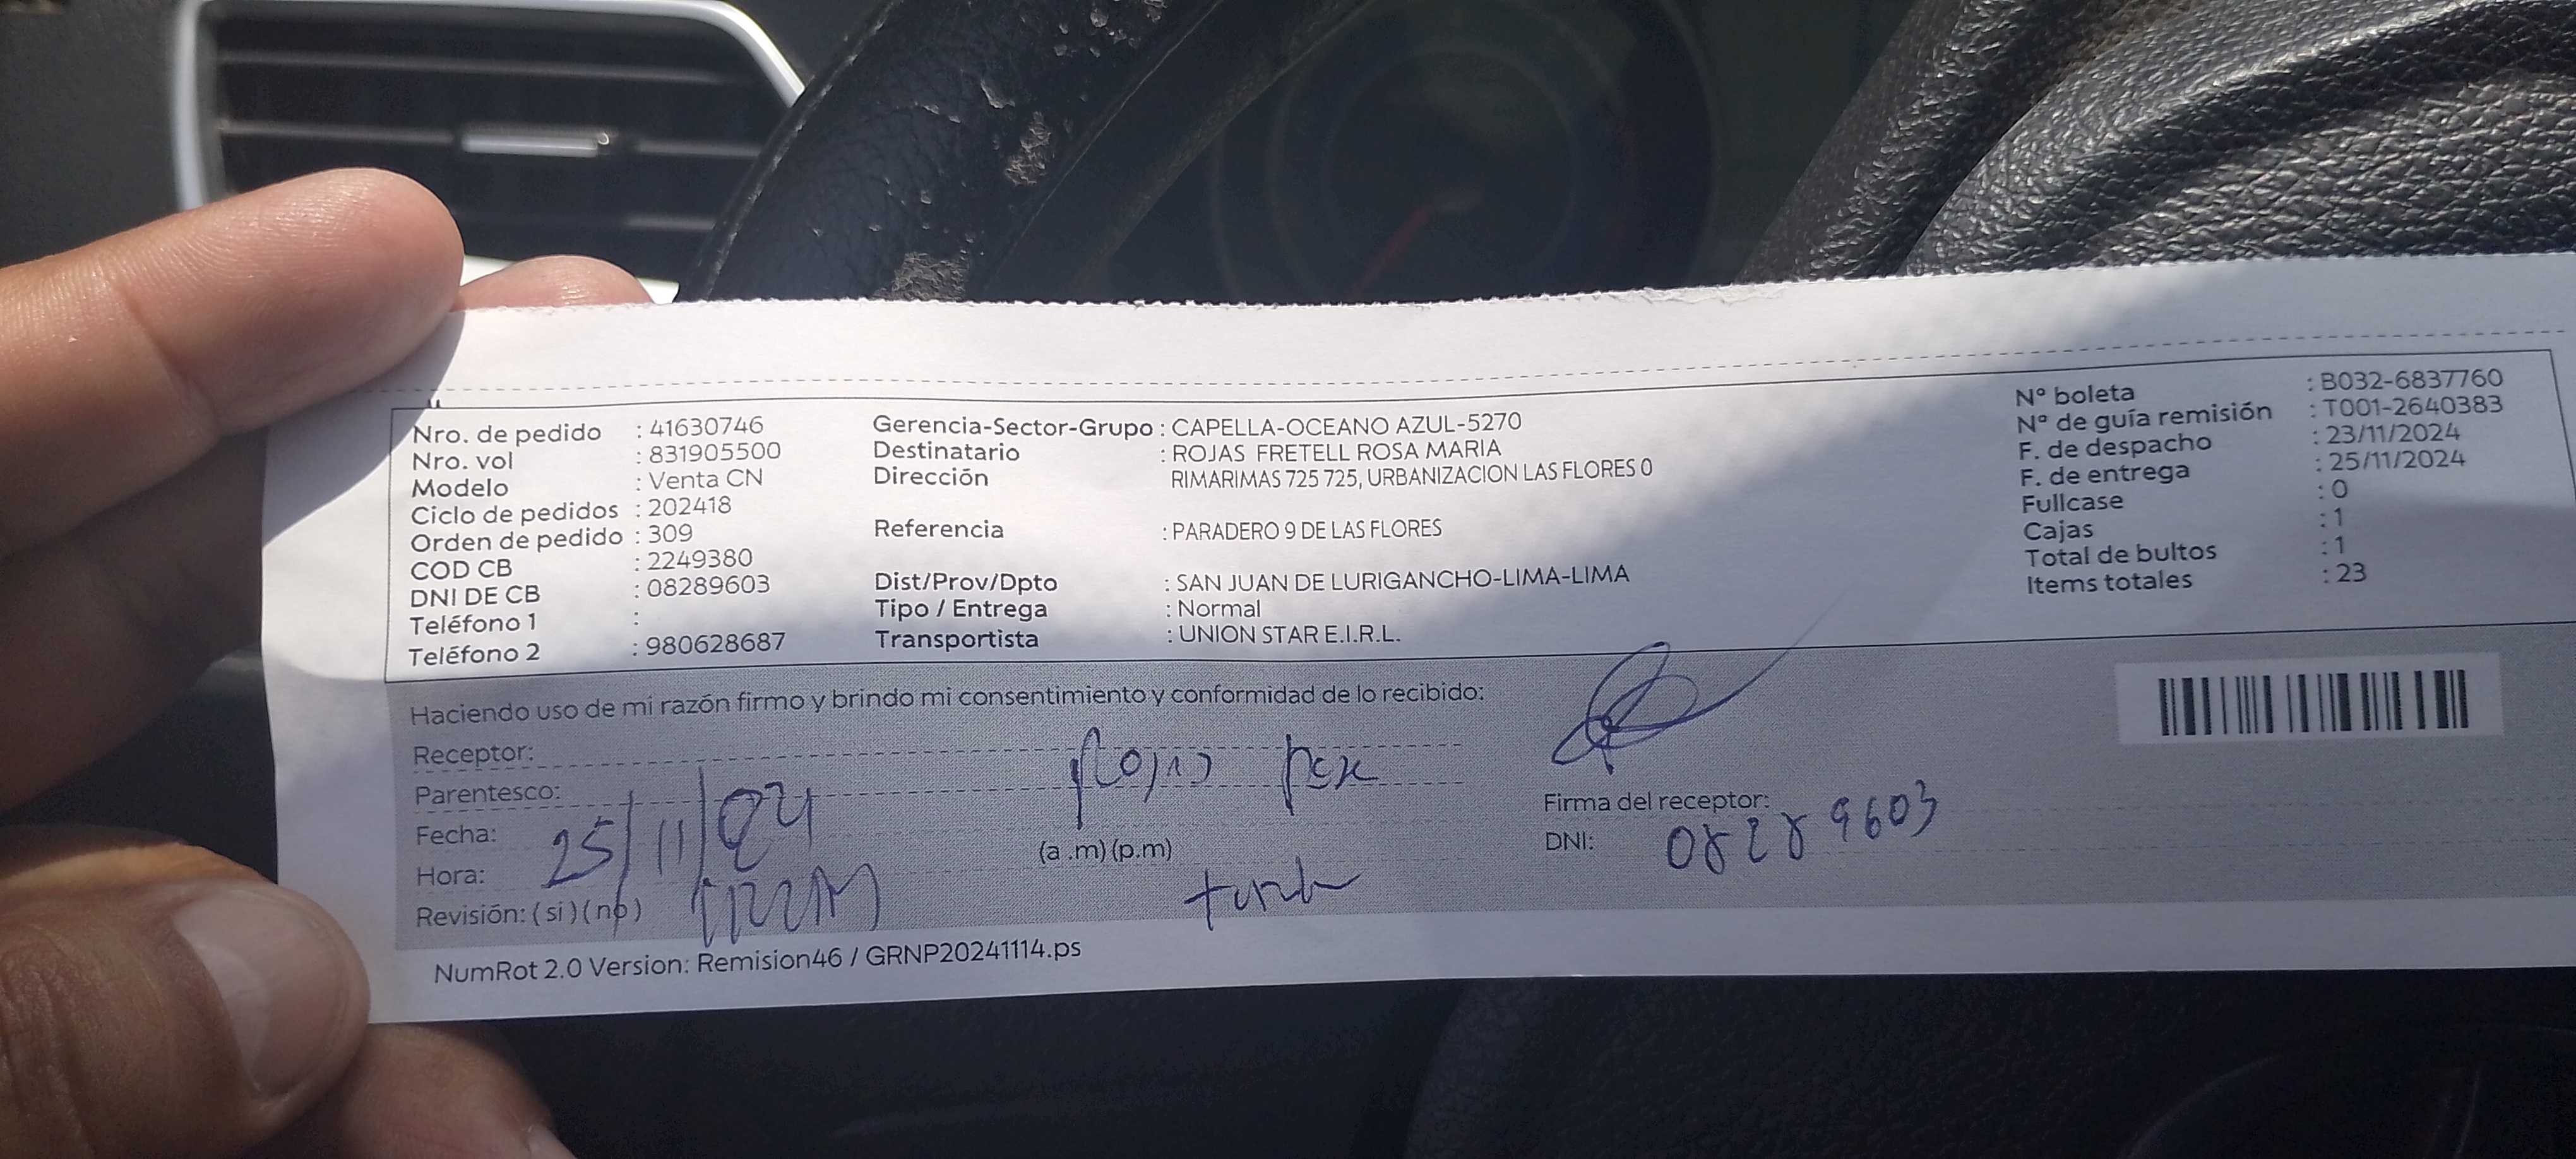 Nro. de pedido : 41630746
Nro. vol : 831905500
Modelo : Venta CN
Ciclo de pedidos : 202418
Orden de pedido : 309
COD CB : 2249380
DNI DE CB : 08289603
Teléfono 1 :
Teléfono 2 : 980628687
Gerencia-Sector-Grupo : CAPELLA-OCEANO AZUL-5270
Destinatario : ROJAS FRETELL ROSA MARIA
Dirección RIMARIMAS 725 725, URBANIZACION LAS FLORES 0
Referencia : PARADERO 9 DE LAS FLORES
Dist/Prov/Dpto : SAN JUAN DE LURIGANCHO-LIMA-LIMA
Tipo / Entrega : Normal
Transportista : UNION STAR E.I.R.L.
N° boleta : B032-6837760
N° de guía remisión : T001-2640383
F. de despacho : 23/11/2024
F. de entrega : 25/11/2024
Fullcase : 0
Cajas : 1
Total de bultos : 1
Items totales : 23
Haciendo uso de mi razón firmo y brindo mi consentimiento y conformidad de lo recibido:
Receptor:
Parentesco:
Fecha: 25/11/
Hora: (a .m) (p.m)
Revisión: (si) (no)
Firma del receptor:
DNI: 08289603
NumRot 2.0 Version: Remision46 / GRNP20241114.ps